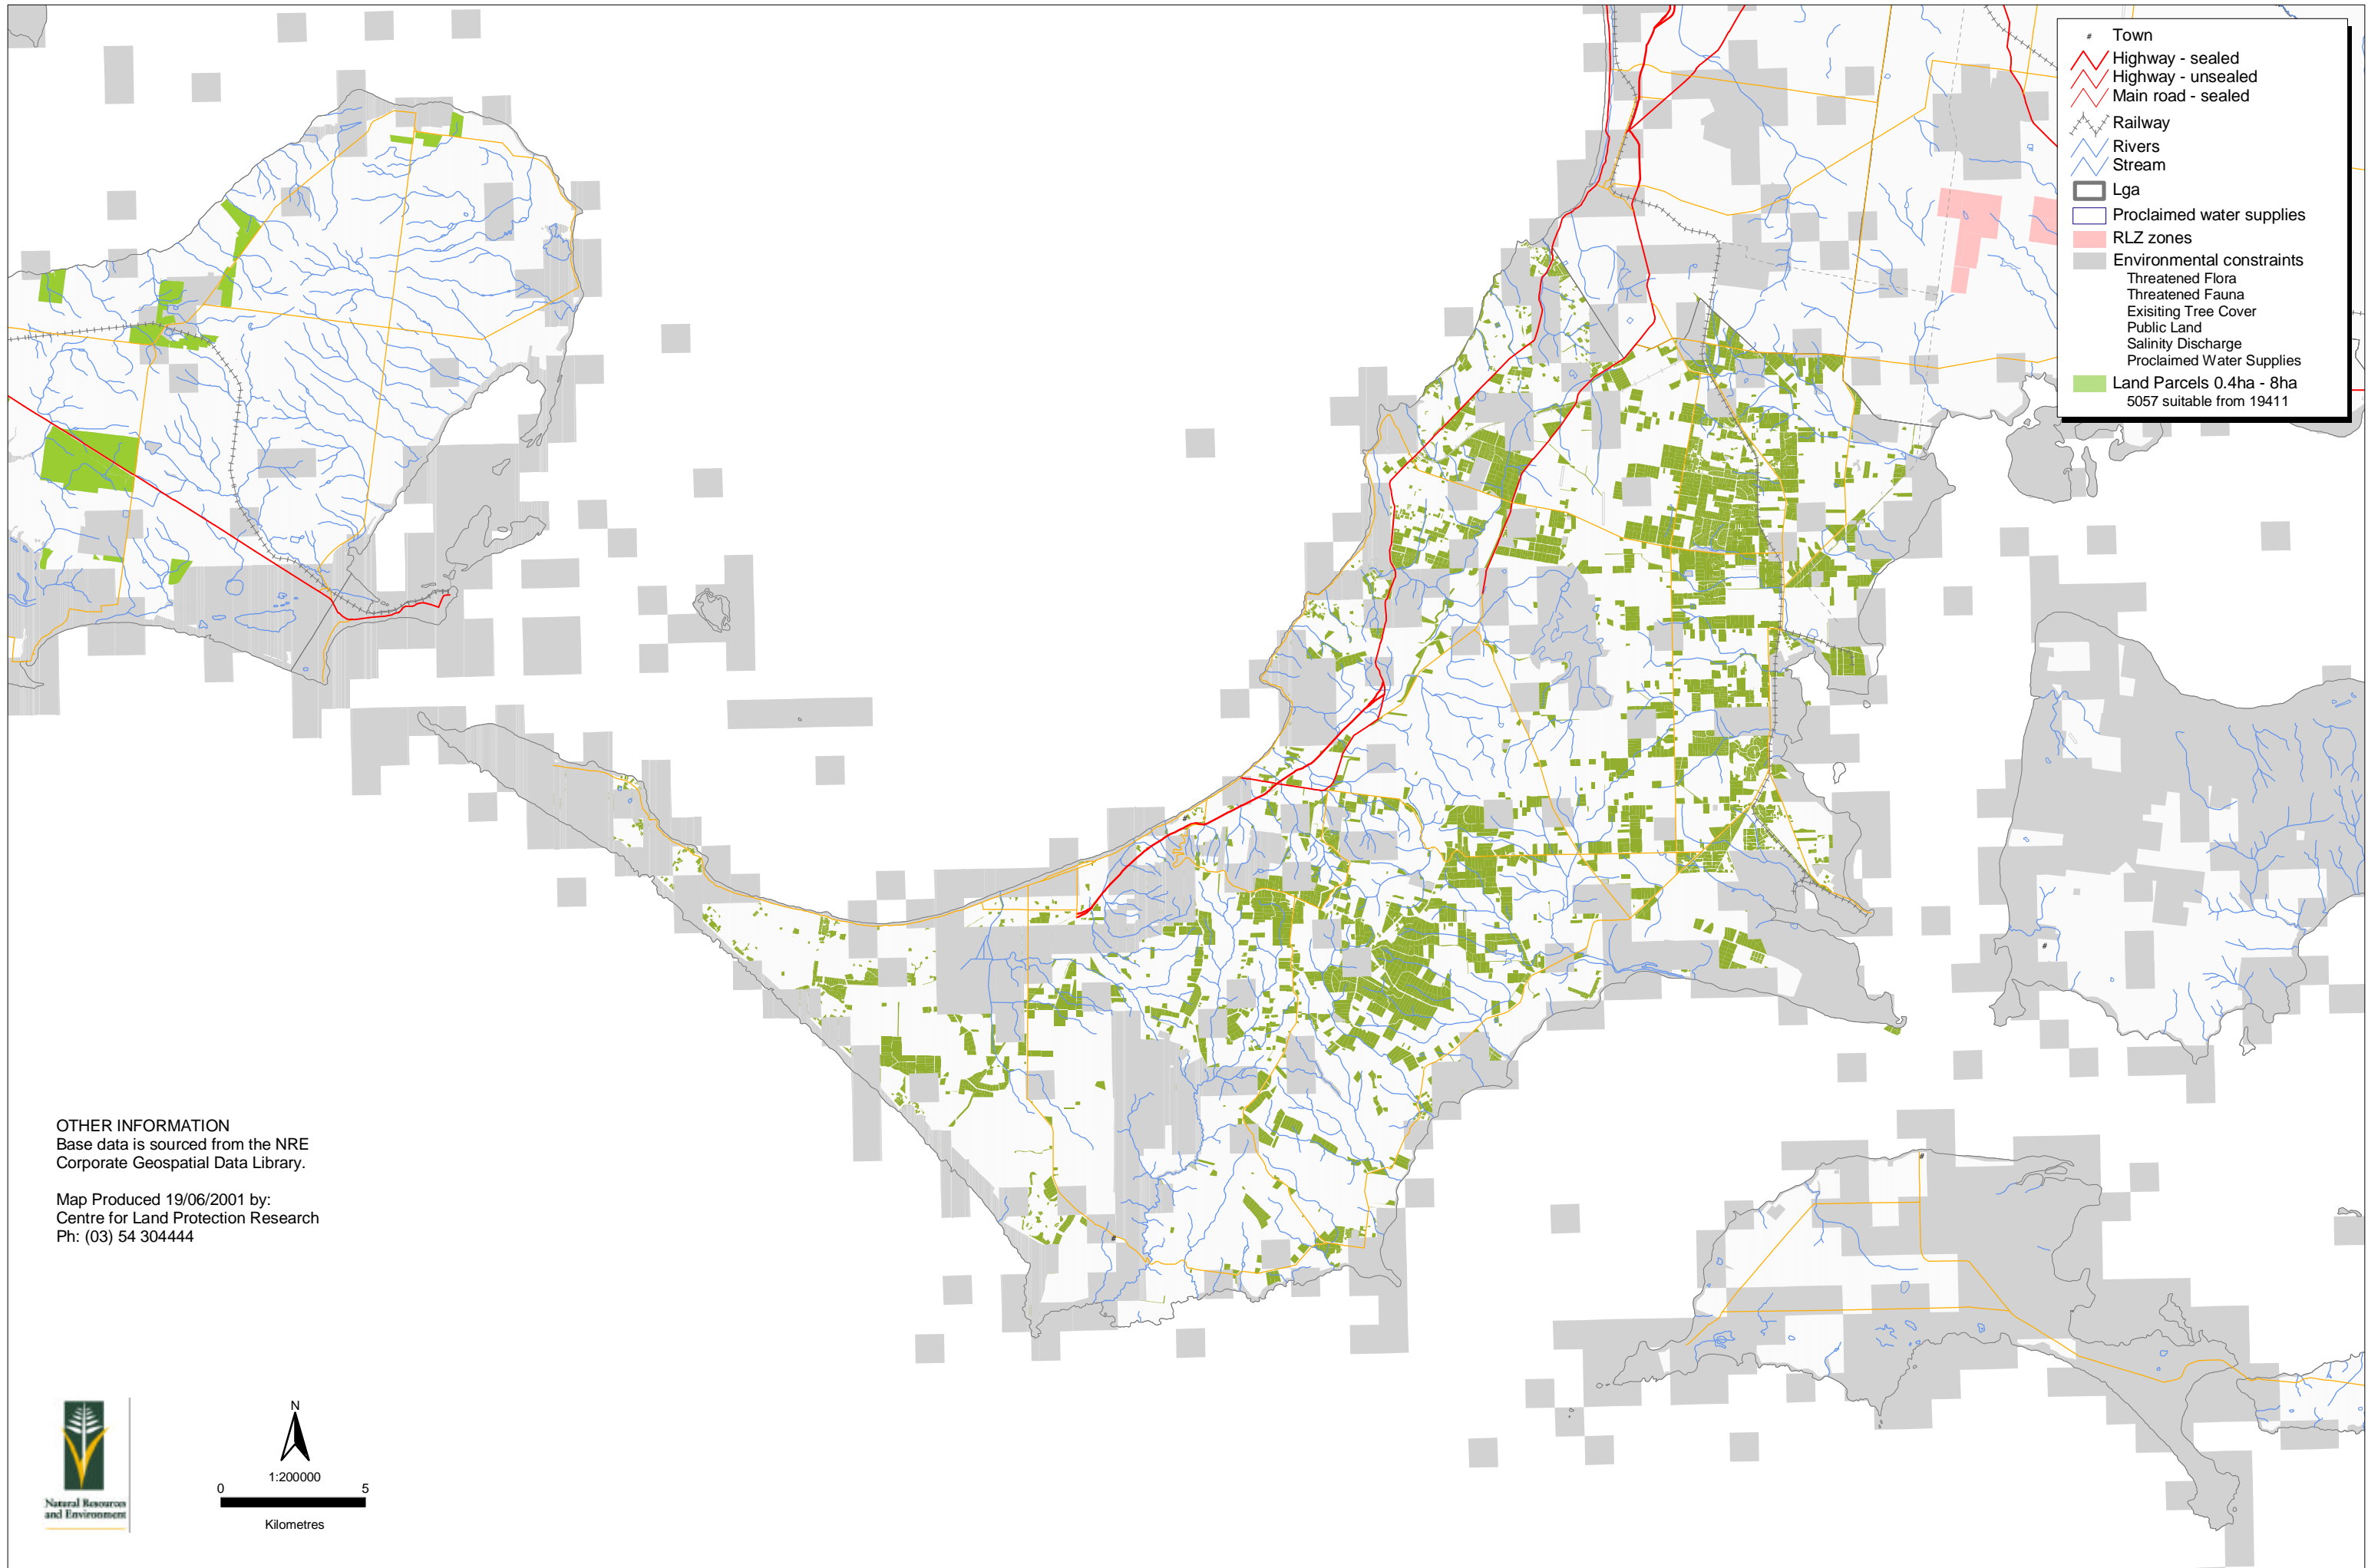 # Town
Highway - sealed
Highway - unsealed
Main road - sealed
Railway
Rivers
Stream
Lga
Proclaimed water supplies
RLZ zones
Environmental constraints
Threatened Flora
Threatened Fauna
Exisiting Tree Cover
Public Land
Salinity Discharge
Proclaimed Water Supplies
Land Parcels 0.4ha - 8ha
5057 suitable from 19411
#
#
#
#
OTHER INFORMATION
Base data is sourced from the NRE
Corporate Geospatial Data Library.
Map Produced 19/06/2001 by:
Centre for Land Protection Research
Ph: (03) 54 304444
Natural Resources
and Environment
N
1:200000
0 5
Kilometres